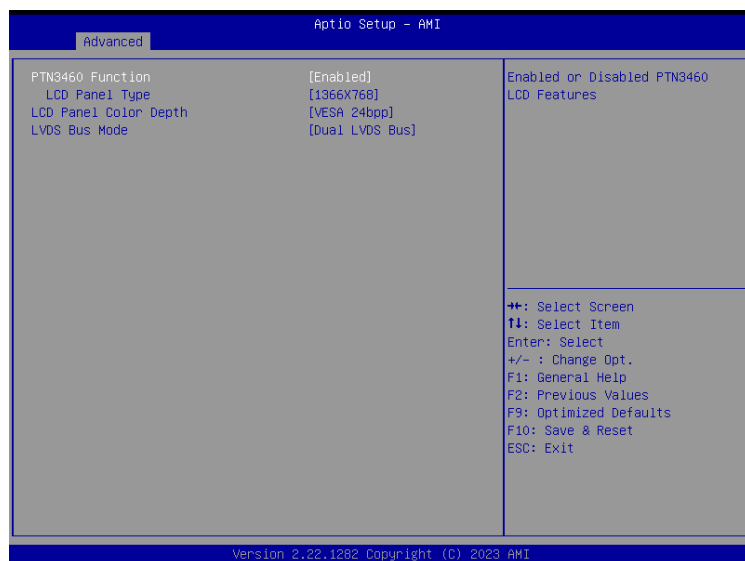 Aptio Setup – AMI
Advanced
PTN3460 Function [Enabled]
LCD Panel Type [1366X768]
LCD Panel Color Depth [VESA 24bpp]
LVDS Bus Mode [Dual LVDS Bus]
Enabled or Disabled PTN3460
LCD Features
→←: Select Screen
↑↓: Select Item
Enter: Select
+/- : Change Opt.
F1: General Help
F2: Previous Values
F9: Optimized Defaults
F10: Save & Reset
ESC: Exit
Version 2.22.1282 Copyright (C) 2023 AMI